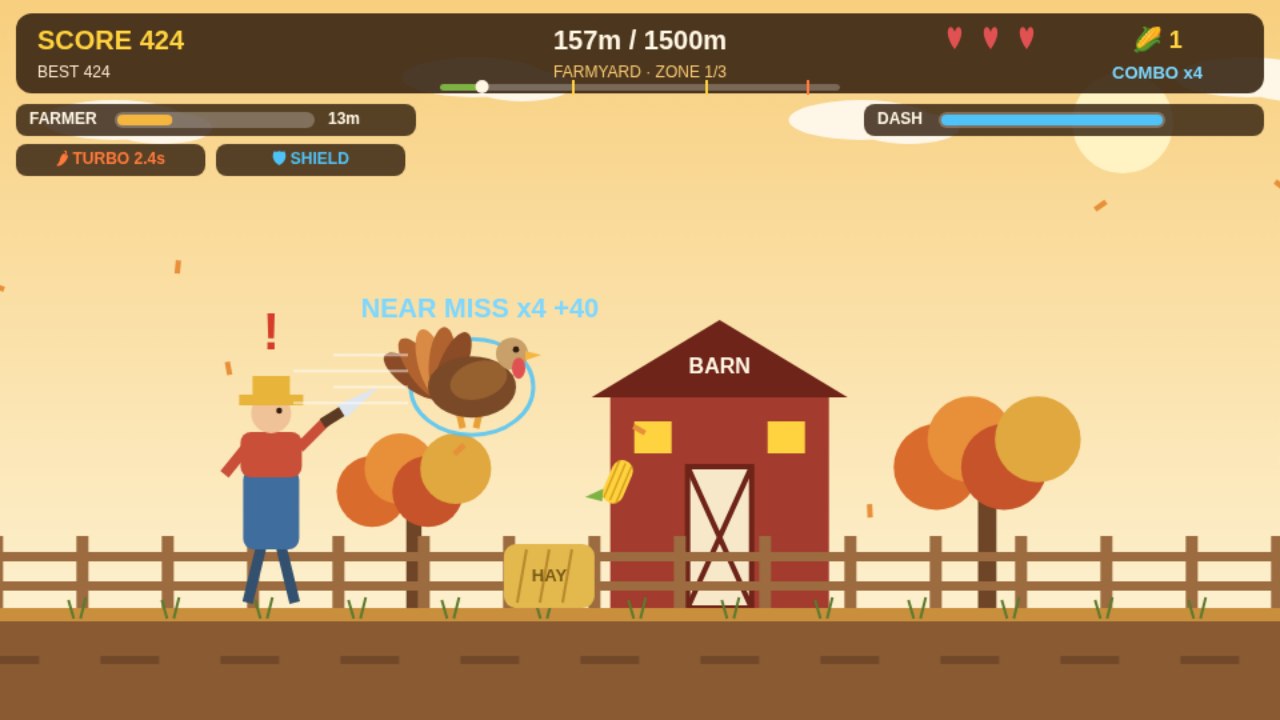 SCORE 424
BEST 424
157m / 1500m
FARMYARD · ZONE 1/3
1
COMBO x4
FARMER 13m
DASH
TURBO 2.4s
SHIELD
NEAR MISS x4 +40
!
BARN
HAY